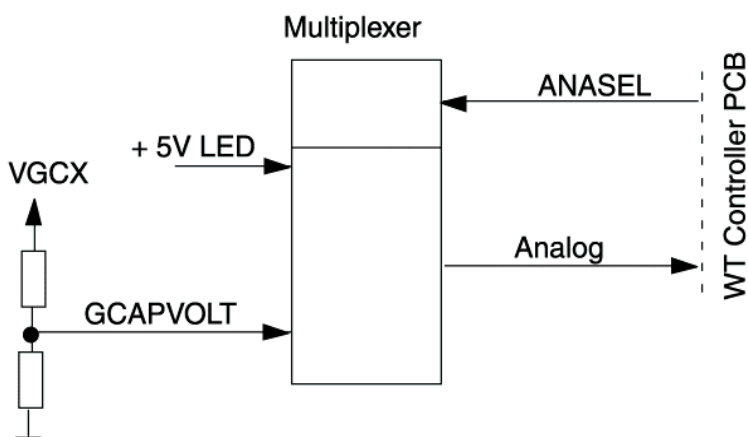 Multiplexer
ANASEL
WT Controller PCB
+ 5V LED
VGCX
Analog
GCAPVOLT